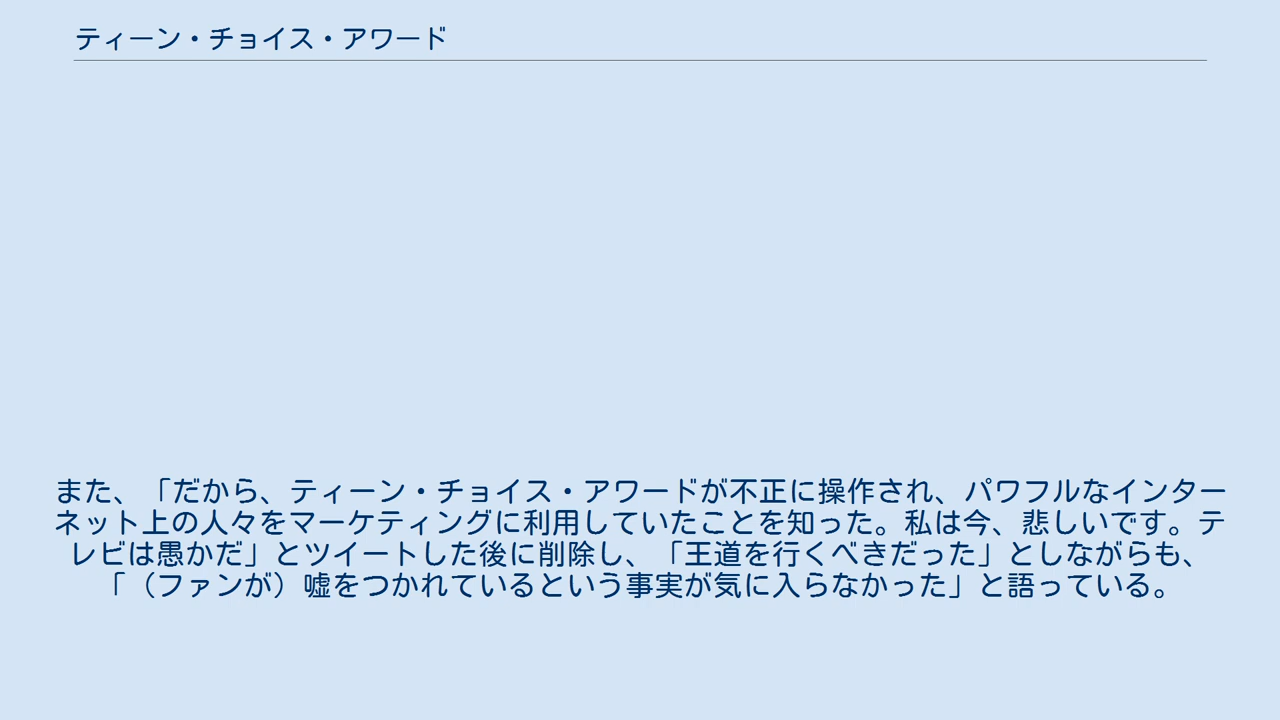 ティーン・チョイス・アワード
また、「だから、ティーン・チョイス・アワードが不正に操作され、パワフルなインター
ネット上の人々をマーケティングに利用していたことを知った。私は今、悲しいです。テ
レビは愚かだ」とツイートした後に削除し、「王道を行くべきだった」としながらも、
「（ファンが）嘘をつかれているという事実が気に入らなかった」と語っている。